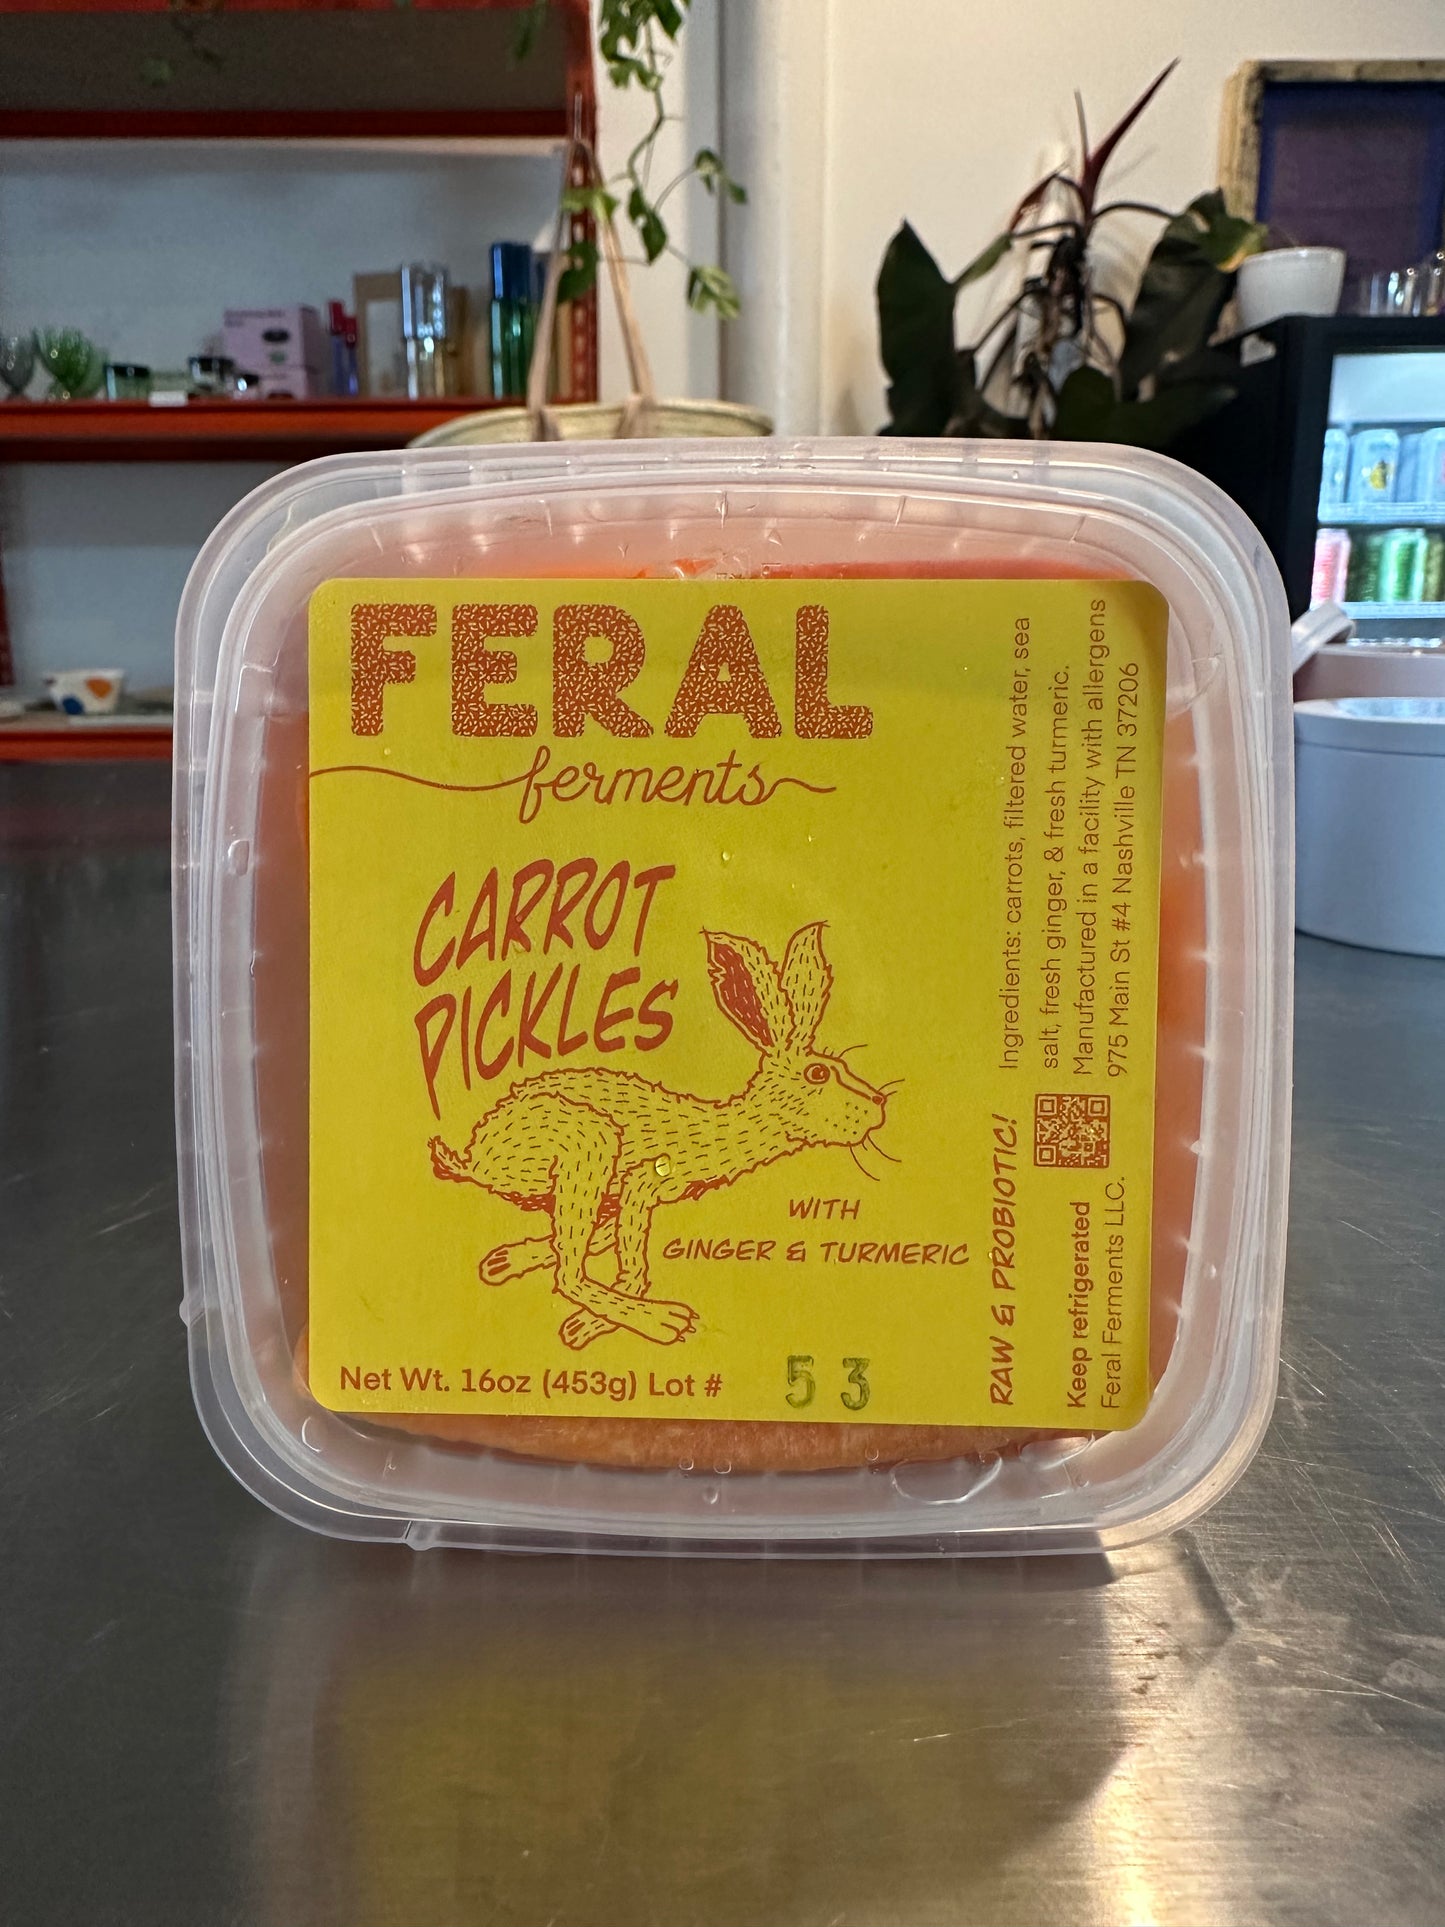 FERAL
ferments
CARROT
PICKLES
WITH
GINGER & TURMERIC
Net Wt. 16oz (453g) Lot # 53
RAW & PROBIOTIC!
Ingredients: carrots, filtered water, sea
salt, fresh ginger, & fresh turmeric.
Manufactured in a facility with allergens
975 Main St #4 Nashville TN 37206
Keep refrigerated
Feral Ferments LLC.